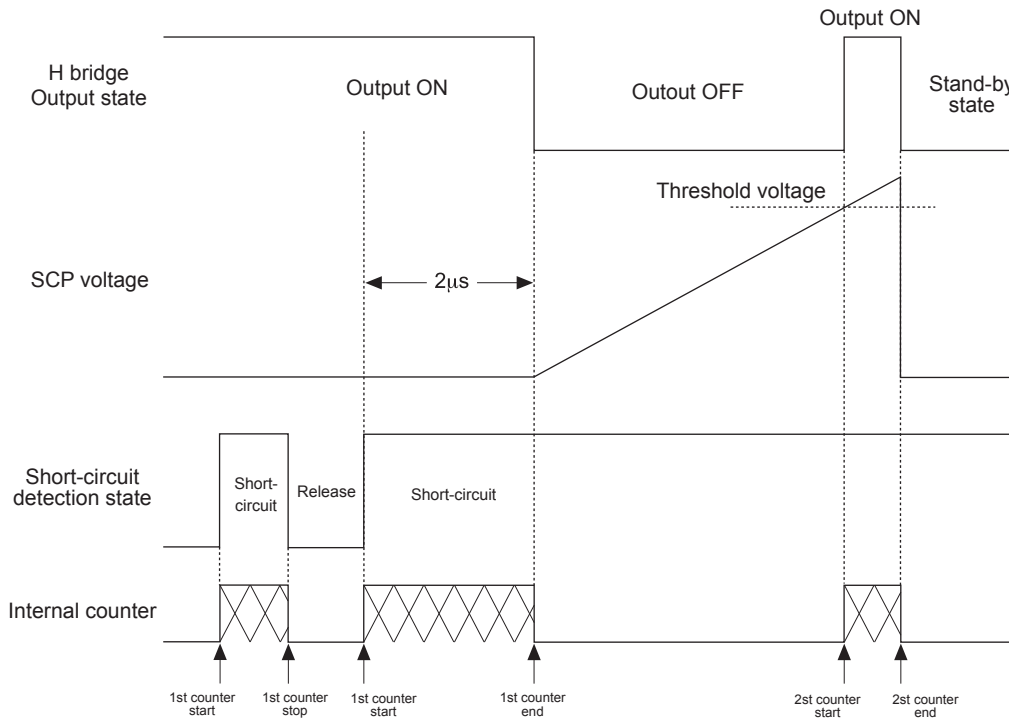 Output ON
H bridge
Output state
Output ON
Outout OFF
Stand-by
state
Threshold voltage
SCP voltage
2μs
Short-circuit
detection state
Short-
circuit
Release
Short-circuit
Internal counter
1st counter
start
1st counter
stop
1st counter
start
1st counter
end
2st counter
start
2st counter
end